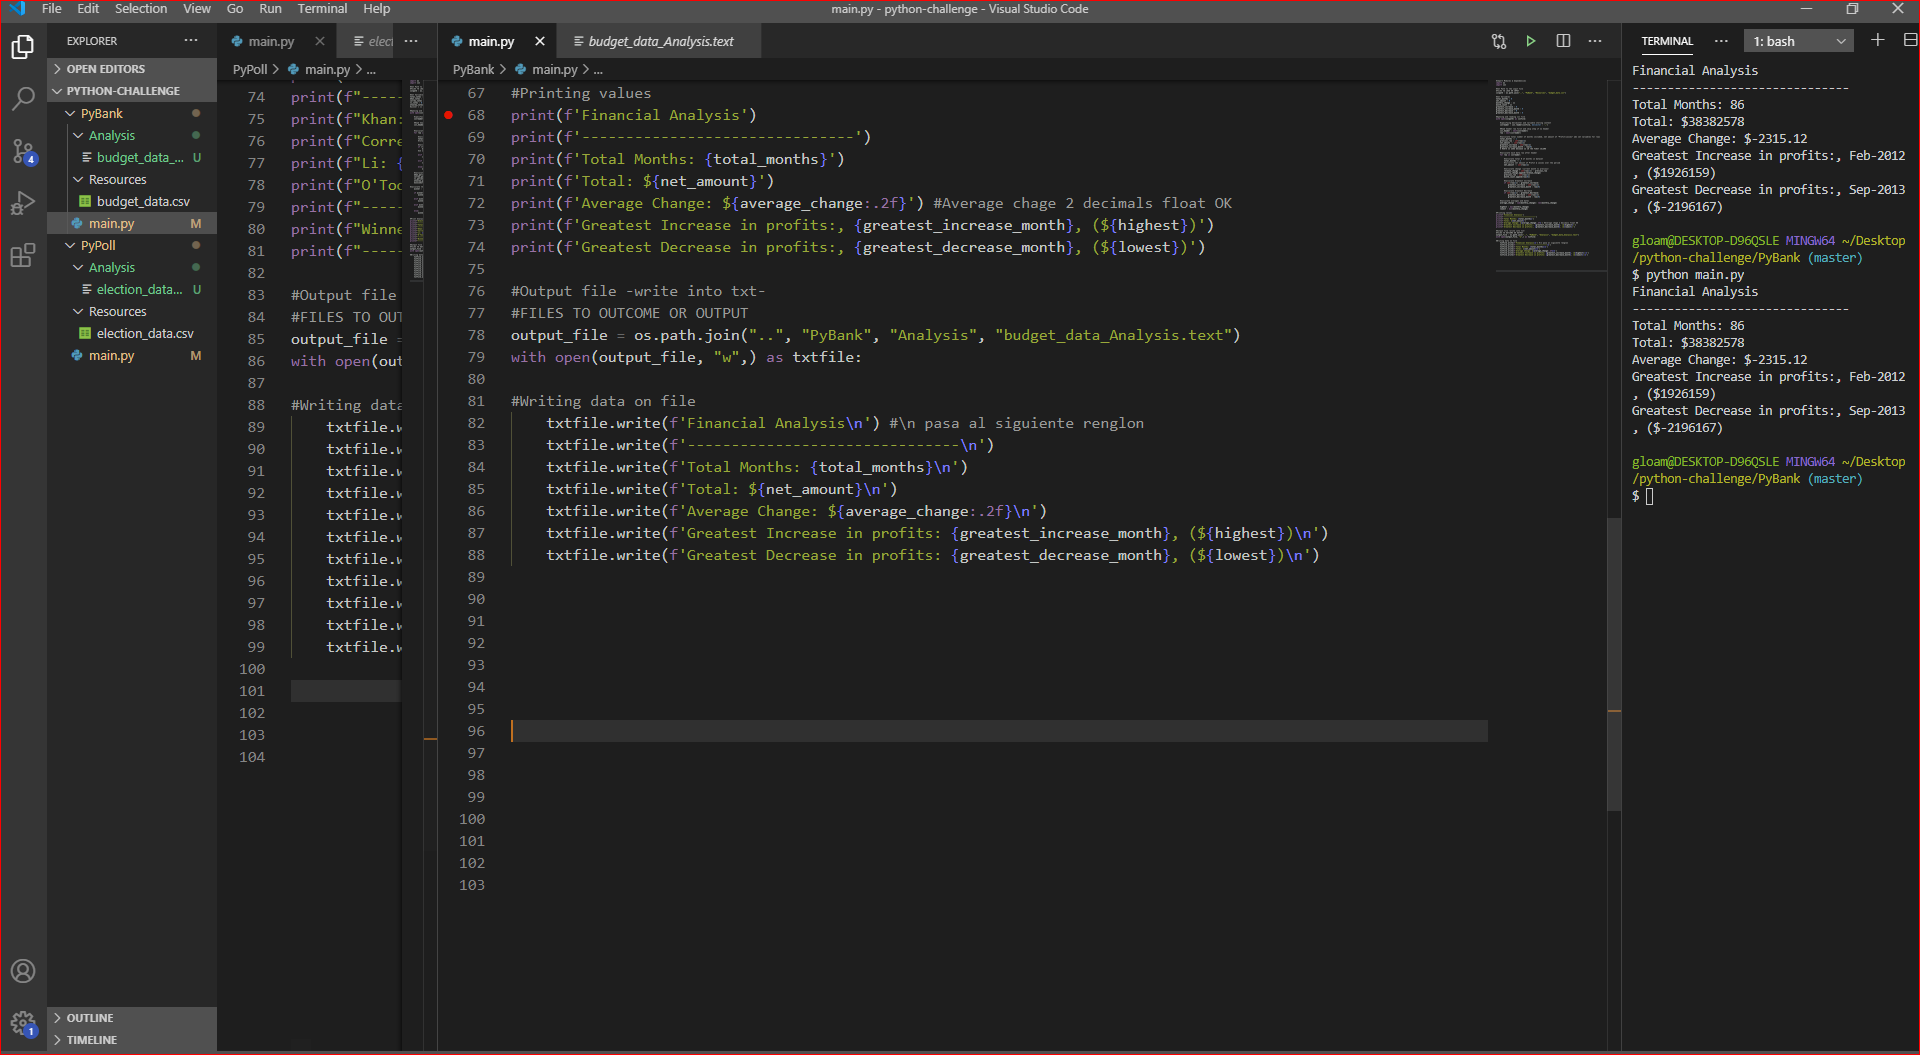 File Edit Selection View Go Run Terminal Help
main.py - python-challenge - Visual Studio Code
EXPLORER
OPEN EDITORS
PYTHON-CHALLENGE
PyBank
Analysis
budget_data_... U
Resources
budget_data.csv
main.py M
PyPoll
Analysis
election_data... U
Resources
election_data.csv
main.py M
OUTLINE
TIMELINE
4
1
main.py
elect
PyPoll > main.py > ...
74 print(f"----
75 print(f"Khan:
76 print(f"Corre
77 print(f"Li: {
78 print(f"O'Too
79 print(f"----
80 print(f"Winne
81 print(f"----
82
83 #Output file
84 #FILES TO OUT
85 output_file =
86 with open(out
87
88 #Writing data
89 txtfile.w
90 txtfile.w
91 txtfile.w
92 txtfile.w
93 txtfile.w
94 txtfile.w
95 txtfile.w
96 txtfile.w
97 txtfile.w
98 txtfile.w
99 txtfile.w
100
101
102
103
104
main.py
budget_data_Analysis.text
PyBank > main.py > ...
67 #Printing values
68 print(f'Financial Analysis')
69 print(f'-------------------------------')
70 print(f'Total Months: {total_months}')
71 print(f'Total: ${net_amount}')
72 print(f'Average Change: ${average_change:.2f}') #Average chage 2 decimals float OK
73 print(f'Greatest Increase in profits:, {greatest_increase_month}, (${highest})')
74 print(f'Greatest Decrease in profits:, {greatest_decrease_month}, (${lowest})')
75
76 #Output file -write into txt-
77 #FILES TO OUTCOME OR OUTPUT
78 output_file = os.path.join("..", "PyBank", "Analysis", "budget_data_Analysis.text")
79 with open(output_file, "w",) as txtfile:
80
81 #Writing data on file
82 txtfile.write(f'Financial Analysis\n') #\n pasa al siguiente renglon
83 txtfile.write(f'-------------------------------\n')
84 txtfile.write(f'Total Months: {total_months}\n')
85 txtfile.write(f'Total: ${net_amount}\n')
86 txtfile.write(f'Average Change: ${average_change:.2f}\n')
87 txtfile.write(f'Greatest Increase in profits: {greatest_increase_month}, (${highest})\n')
88 txtfile.write(f'Greatest Decrease in profits: {greatest_decrease_month}, (${lowest})\n')
89
90
91
92
93
94
95
96
97
98
99
100
101
102
103
TERMINAL
1: bash
Financial Analysis
-------------------------------
Total Months: 86
Total: $38382578
Average Change: $-2315.12
Greatest Increase in profits:, Feb-2012
, ($1926159)
Greatest Decrease in profits:, Sep-2013
, ($-2196167)
gloam@DESKTOP-D96QSLE MINGW64 ~/Desktop
/python-challenge/PyBank (master)
$ python main.py
Financial Analysis
-------------------------------
Total Months: 86
Total: $38382578
Average Change: $-2315.12
Greatest Increase in profits:, Feb-2012
, ($1926159)
Greatest Decrease in profits:, Sep-2013
, ($-2196167)
gloam@DESKTOP-D96QSLE MINGW64 ~/Desktop
/python-challenge/PyBank (master)
$